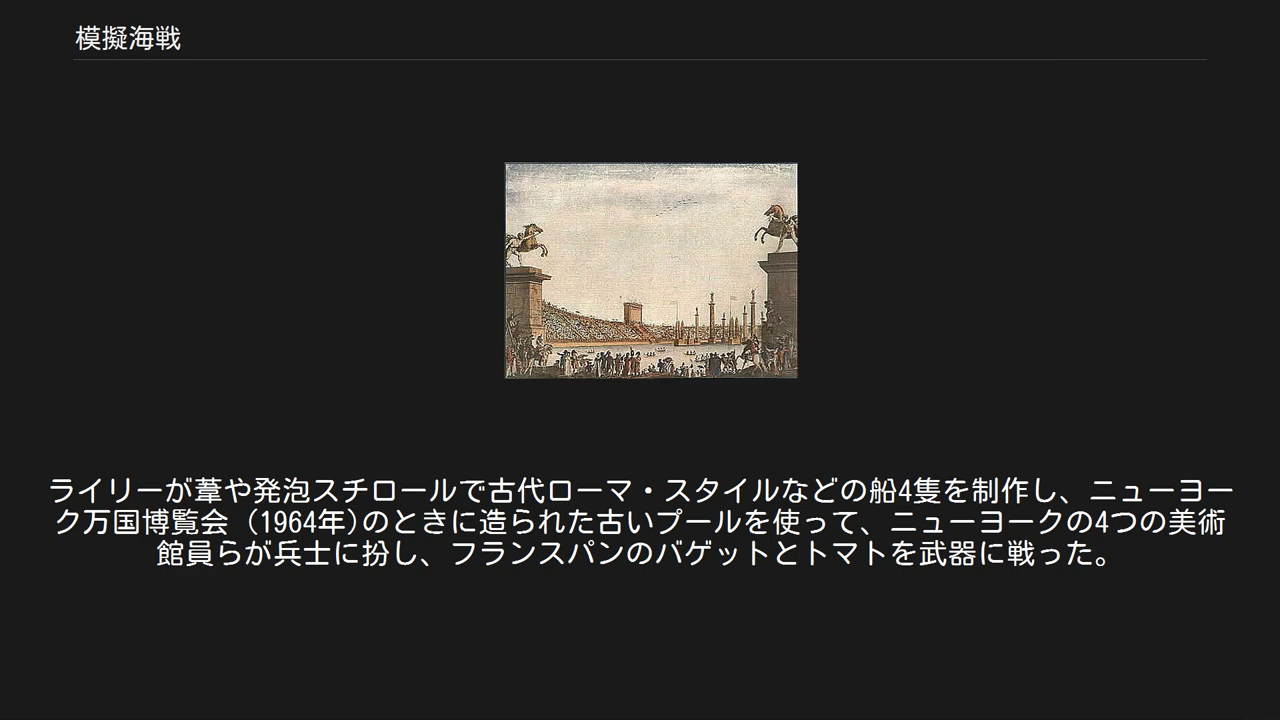 模擬海戦
ライリーが葦や発泡スチロールで古代ローマ・スタイルなどの船4隻を制作し、ニューヨー
ク万国博覧会 (1964年)のときに造られた古いプールを使って、ニューヨークの4つの美術
館員らが兵士に扮し、フランスパンのバゲットとトマトを武器に戦った。